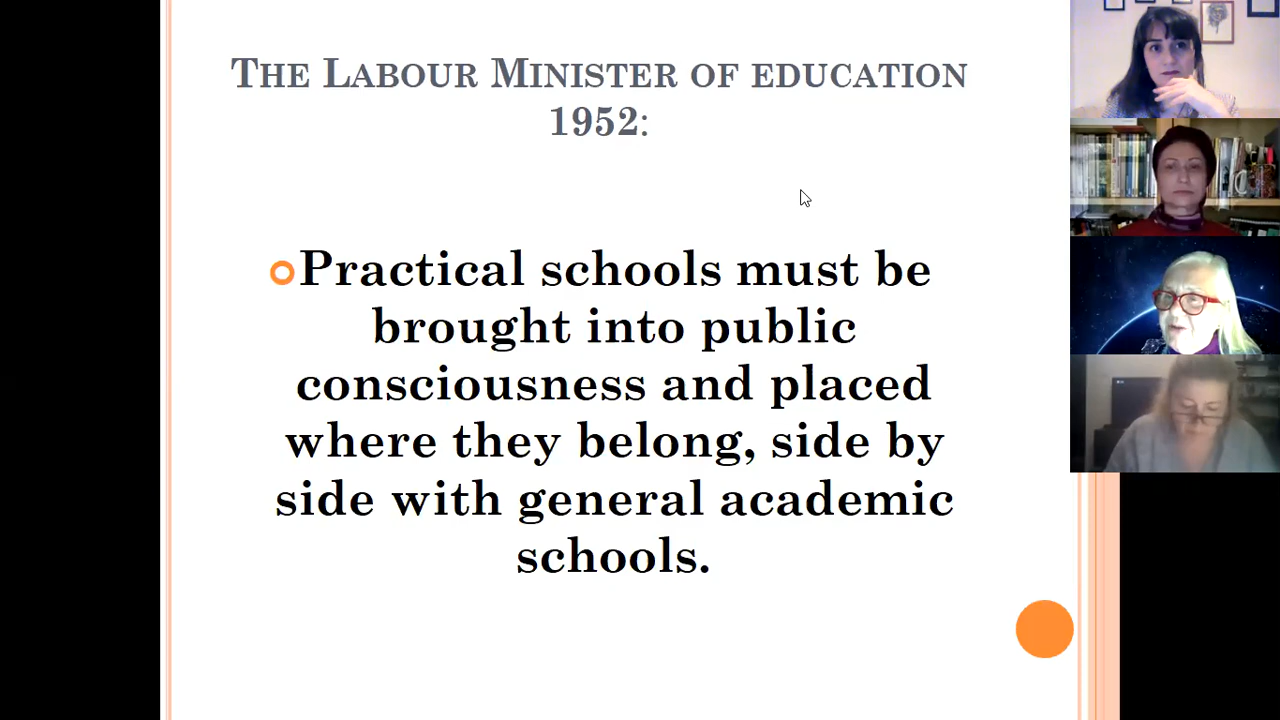 THE LABOUR MINISTER OF EDUCATION
1952:
Practical schools must be
brought into public
consciousness and placed
where they belong, side by
side with general academic
schools.